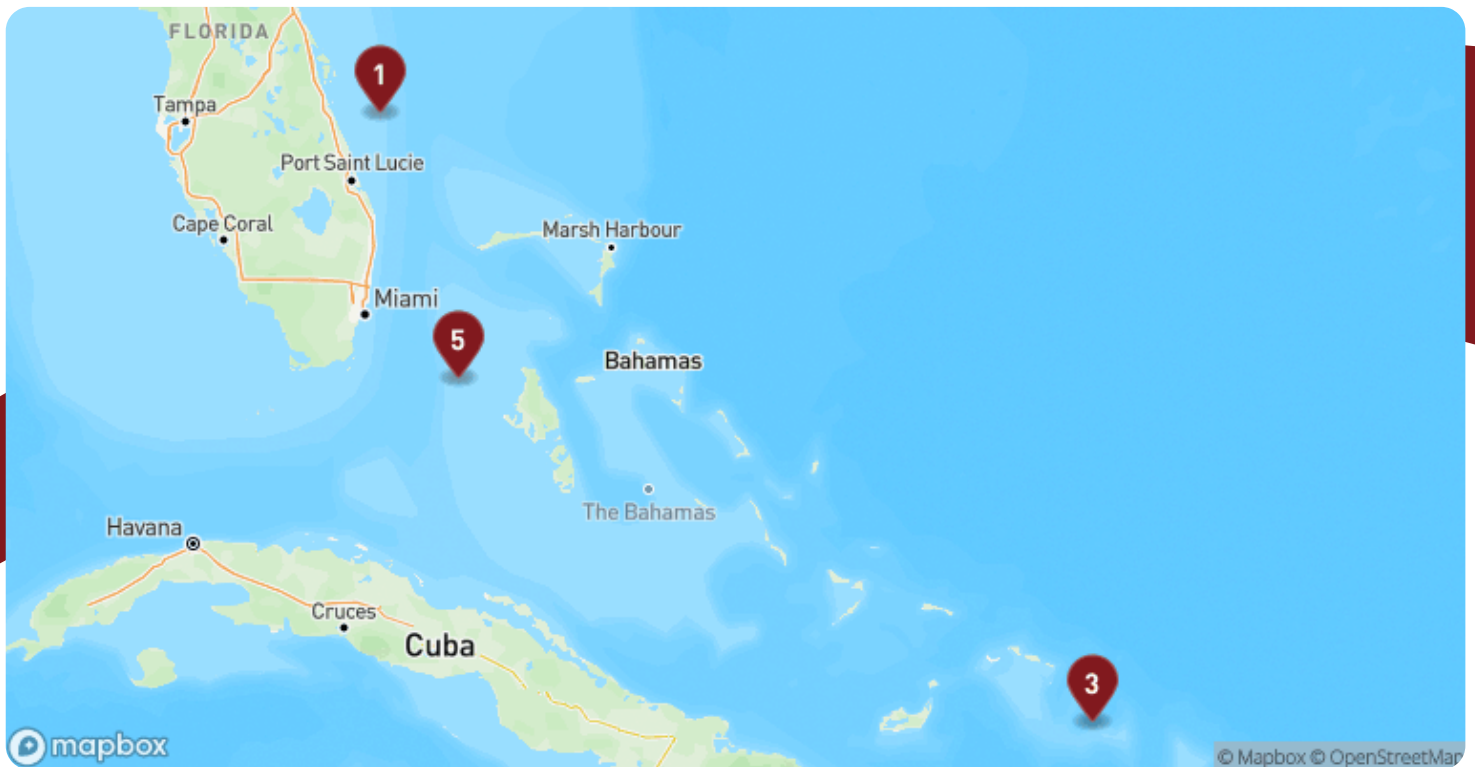 FLORIDA
1
Tampa
Port Saint Lucie
Cape Coral
Marsh Harbour
Miami
5
Bahamas
The Bahamas
Havana
Cruces
Cuba
3
mapbox
© Mapbox © OpenStreetMap